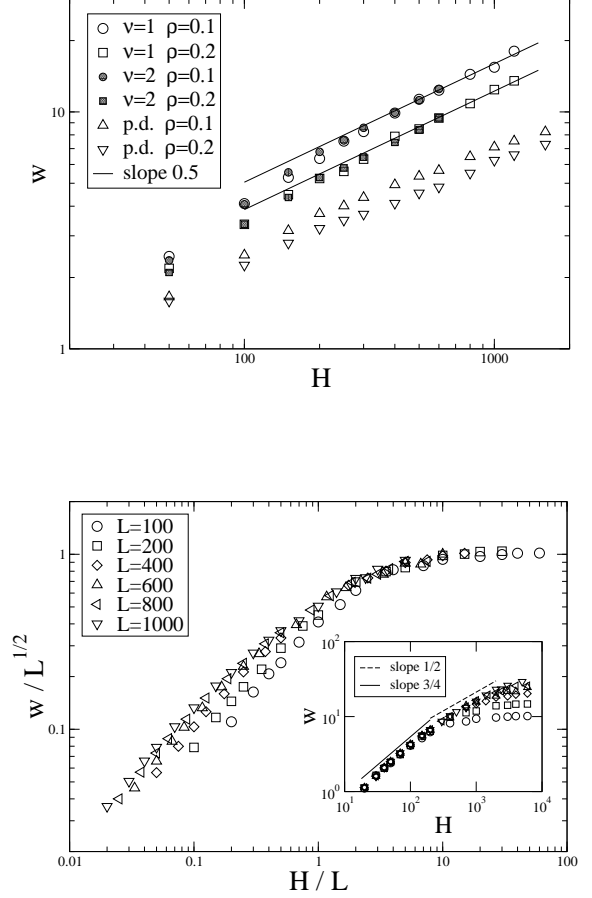 ν=1 ρ=0.1
ν=1 ρ=0.2
ν=2 ρ=0.1
ν=2 ρ=0.2
p.d. ρ=0.1
p.d. ρ=0.2
slope 0.5
10
w
1
100
1000
H
L=100
L=200
L=400
L=600
L=800
L=1000
1
w / L^1/2
0.1
10^2
slope 1/2
slope 3/4
w
10^1
10^0
10^1
10^2
10^3
10^4
H
0.01
0.1
1
10
100
H / L